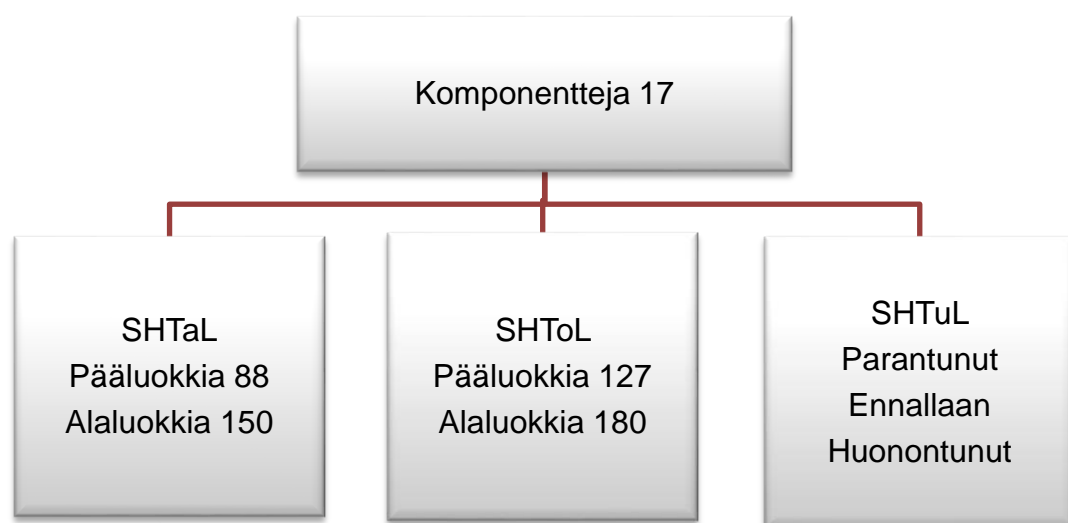 Komponentteja 17
SHTaL
Pääluokkia 88
Alaluokkia 150
SHToL
Pääluokkia 127
Alaluokkia 180
SHTuL
Parantunut
Ennallaan
Huonontunut